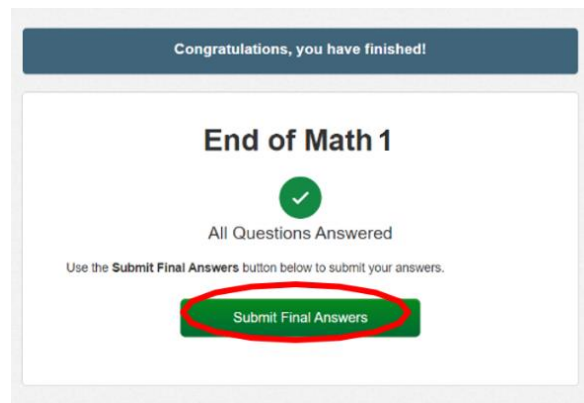 Congratulations, you have finished!
End of Math 1
All Questions Answered
Use the Submit Final Answers button below to submit your answers.
Submit Final Answers